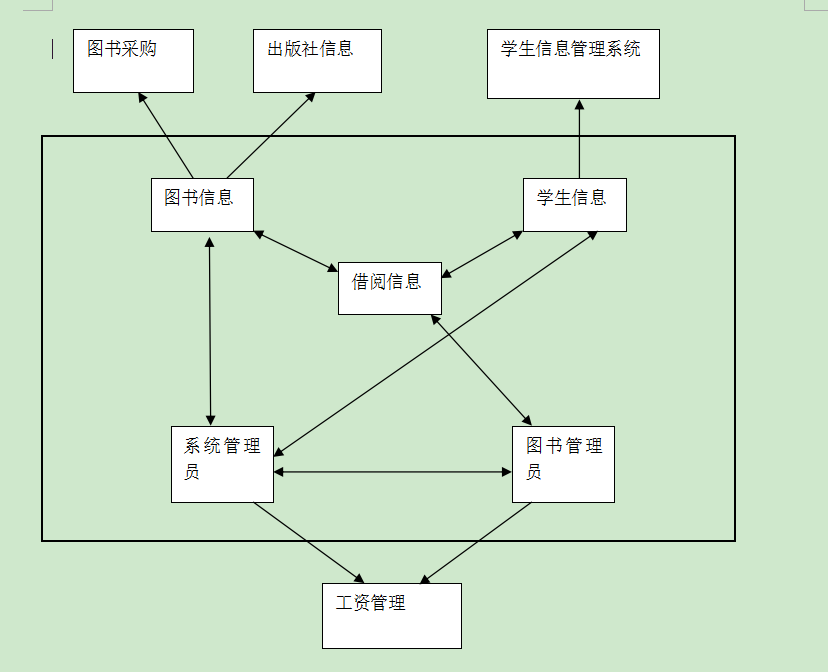 图书采购
出版社信息
学生信息管理系统
图书信息
学生信息
借阅信息
系统管理
员
图书管理
员
工资管理